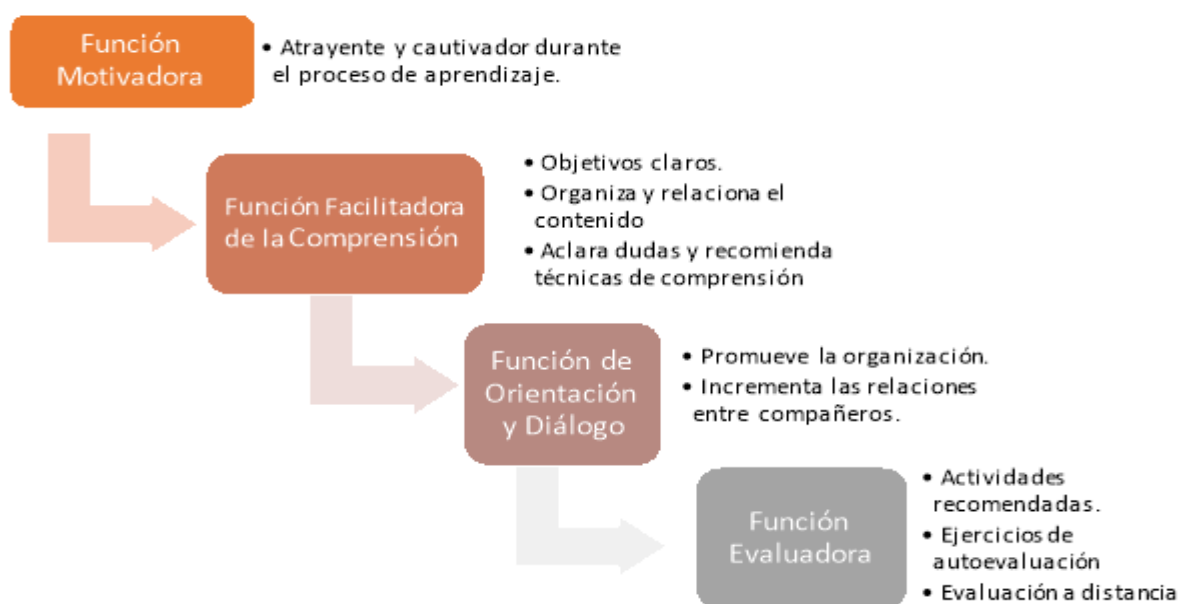 Función
Motivadora
• Atrayente y cautivador durante
el proceso de aprendizaje.
Función Facilitadora
de la Comprensión
• Objetivos claros.
• Organiza y relaciona el
contenido
• Aclara dudas y recomienda
técnicas de comprensión
Función de
Orientación
y Diálogo
• Promueve la organización.
• Incrementa las relaciones
entre compañeros.
Función
Evaluadora
• Actividades
recomendadas.
• Ejercicios de
autoevaluación
• Evaluación a distancia